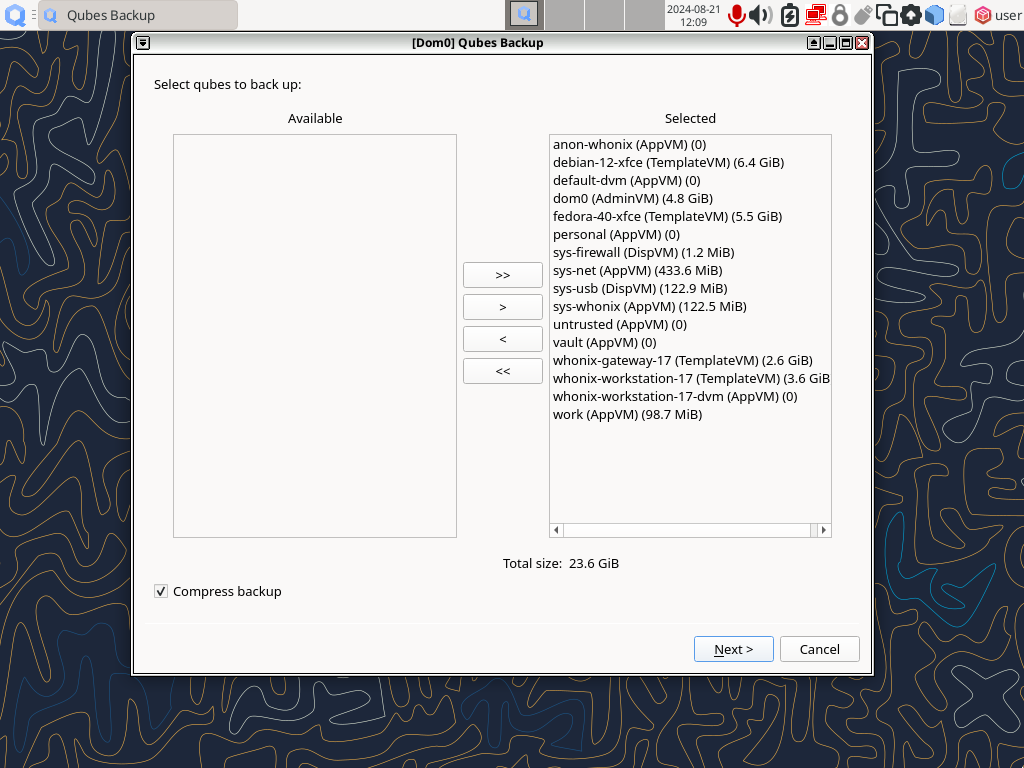 Qubes Backup
2024-08-21
12:09
user
[Dom0] Qubes Backup
Select qubes to back up:
Available
Selected
anon-whonix (AppVM) (0)
debian-12-xfce (TemplateVM) (6.4 GiB)
default-dvm (AppVM) (0)
dom0 (AdminVM) (4.8 GiB)
fedora-40-xfce (TemplateVM) (5.5 GiB)
personal (AppVM) (0)
sys-firewall (DispVM) (1.2 MiB)
sys-net (AppVM) (433.6 MiB)
sys-usb (DispVM) (122.9 MiB)
sys-whonix (AppVM) (122.5 MiB)
untrusted (AppVM) (0)
vault (AppVM) (0)
whonix-gateway-17 (TemplateVM) (2.6 GiB)
whonix-workstation-17 (TemplateVM) (3.6 GiB
whonix-workstation-17-dvm (AppVM) (0)
work (AppVM) (98.7 MiB)
>>
>
<
<<
Total size: 23.6 GiB
Compress backup
Next >
Cancel